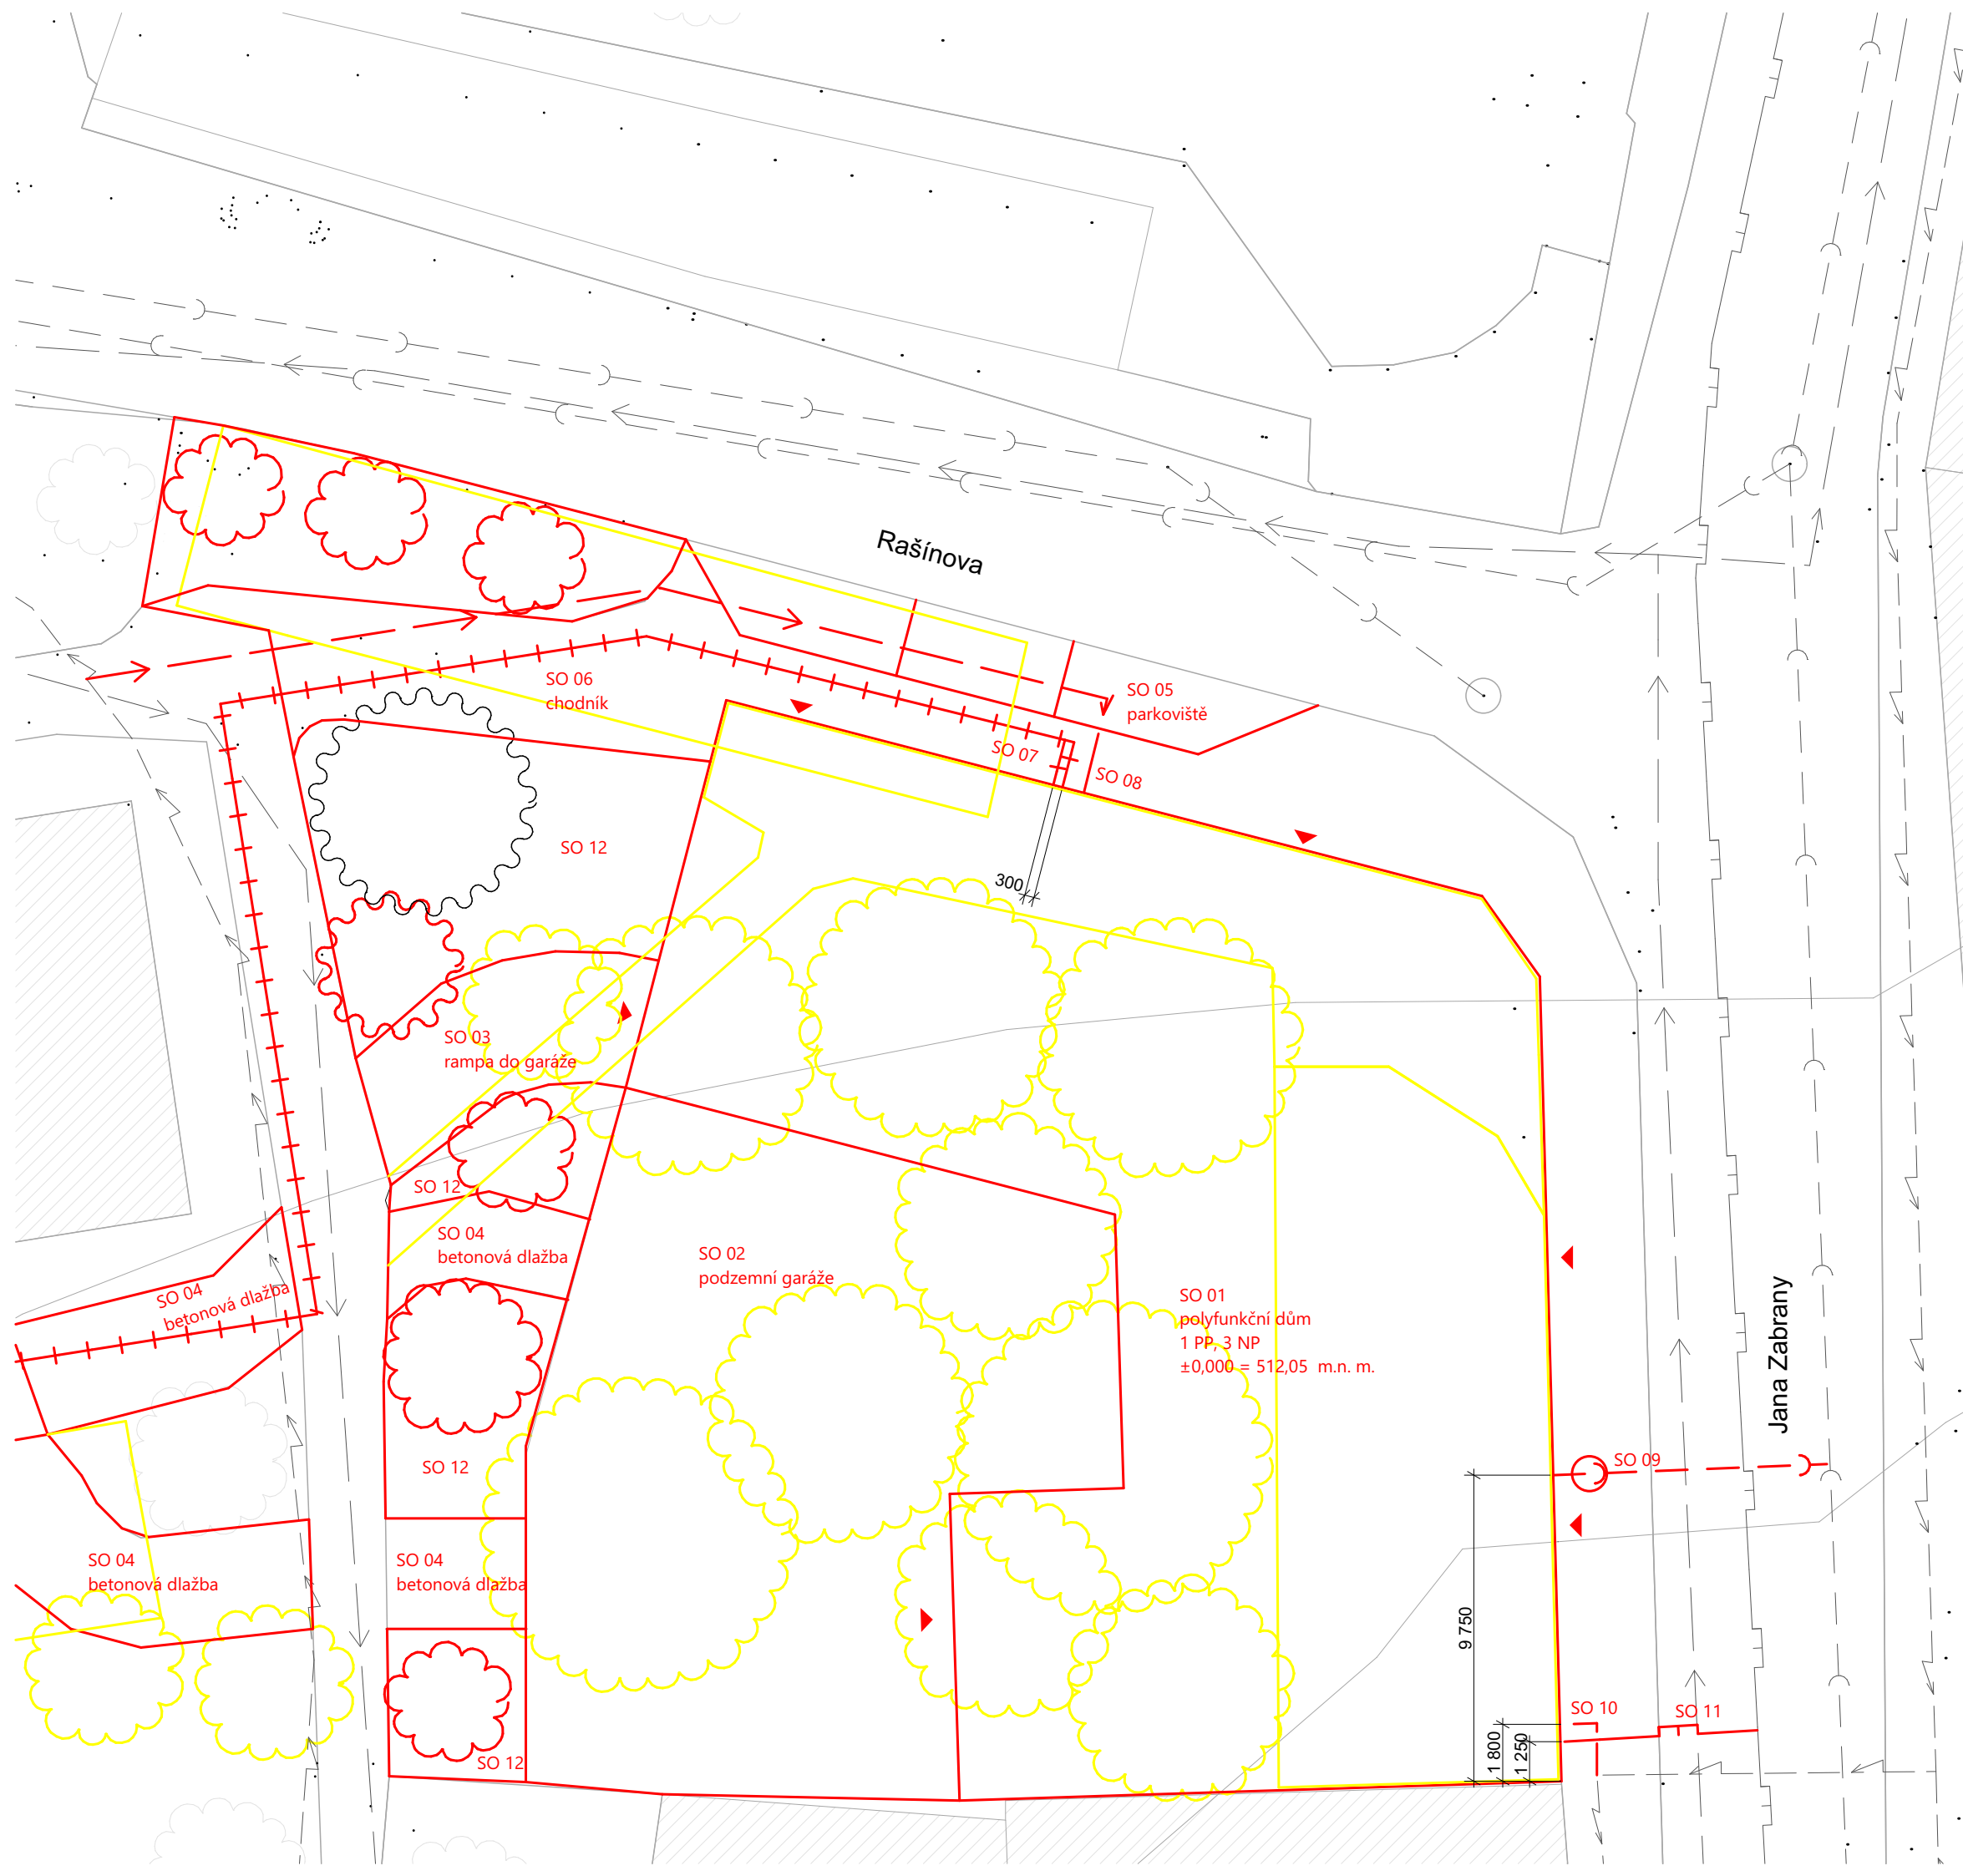 Rašínova
SO 06
chodník
SO 05
parkoviště
SO 07
SO 08
SO 12
300
SO 03
rampa do garáže
SO 12
SO 04
betonová dlažba
SO 02
podzemní garáže
SO 04
betonová dlažba
SO 01
polyfunkční dům
1 PP, 3 NP
±0,000 = 512,05 m.n. m.
Jana Zabrany
SO 12
SO 09
SO 04
betonová dlažba
SO 04
betonová dlažba
9 750
SO 10
SO 11
1 800
1 250
SO 12